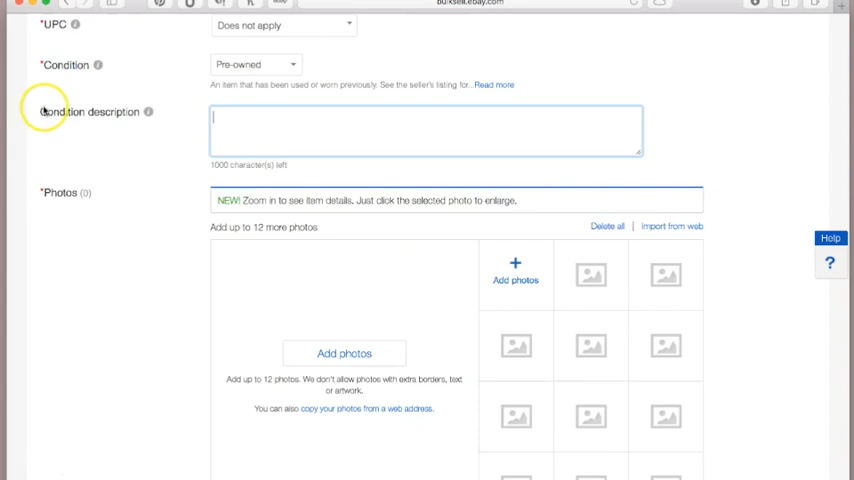 bulksell.ebay.com
*UPC
Does not apply
*Condition
Pre-owned
An item that has been used or worn previously. See the seller's listing for...Read more
Condition description
1000 character(s) left
*Photos (0)
NEW! Zoom in to see item details. Just click the selected photo to enlarge.
Add up to 12 more photos
Delete all | Import from web
Help
?
+
Add photos
Add photos
Add up to 12 photos. We don't allow photos with extra borders, text
or artwork.
You can also copy your photos from a web address.